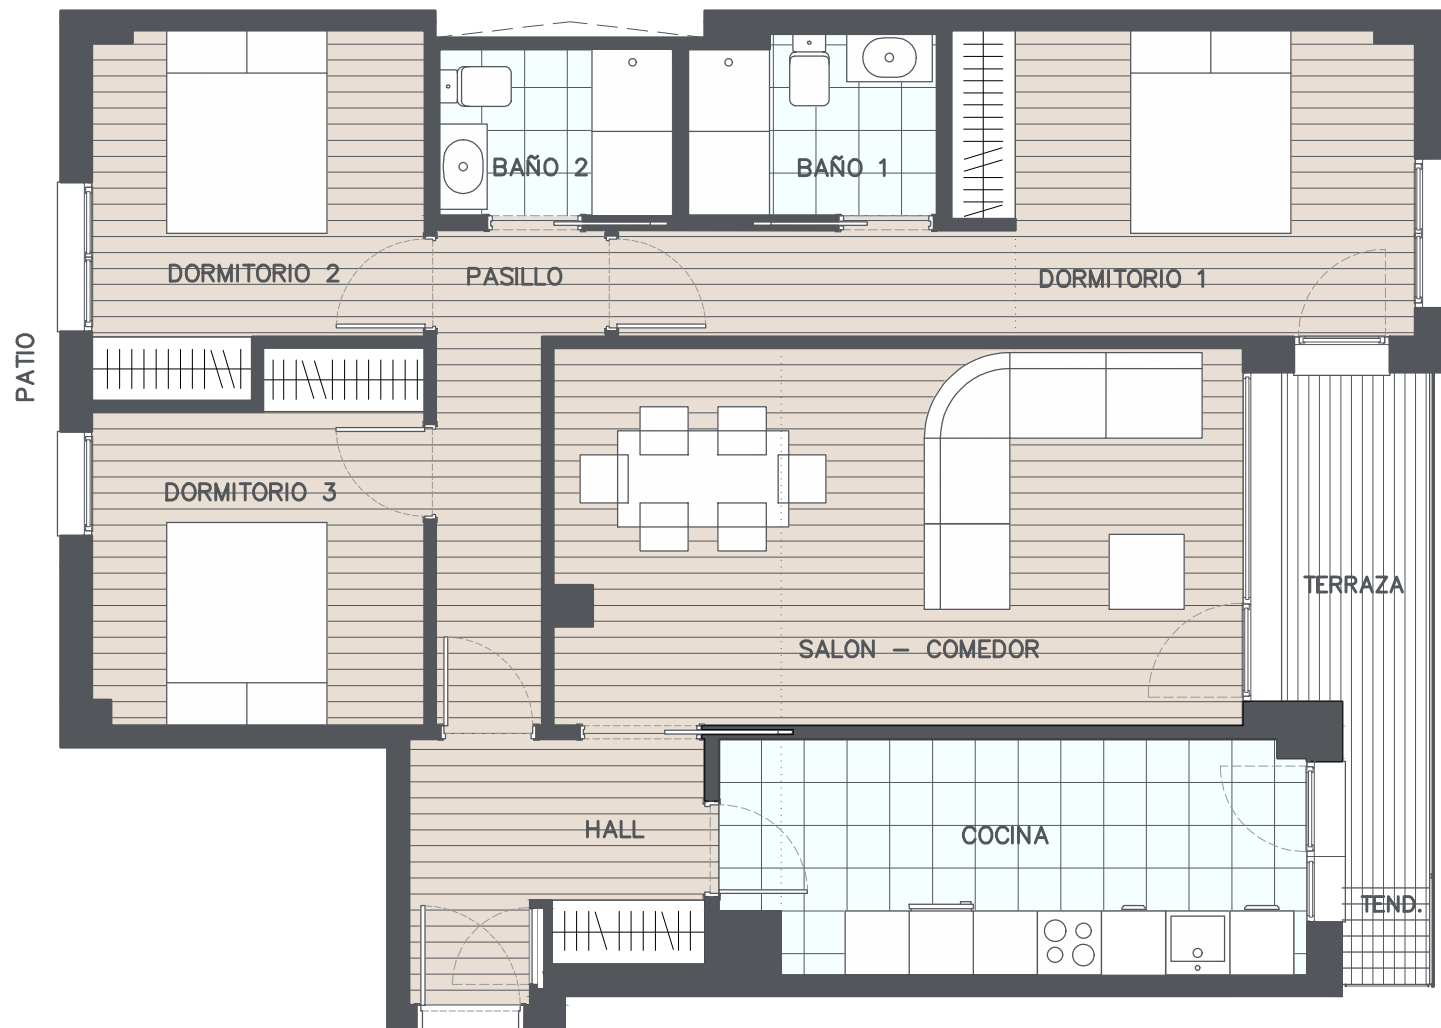 BAÑO 2
BAÑO 1
DORMITORIO 2
PASILLO
DORMITORIO 1
PATIO
DORMITORIO 3
TERRAZA
SALON - COMEDOR
HALL
COCINA
TEND.